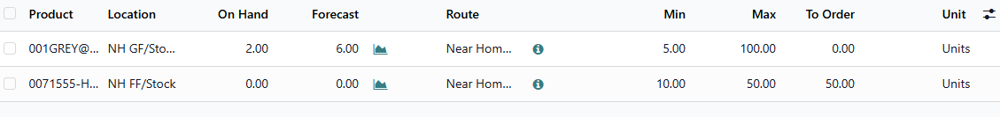 Product Location On Hand Forecast Route Min Max To Order Unit
001GREY@... NH GF/Sto... 2.00 6.00 Near Hom... 5.00 100.00 0.00 Units
0071555-H... NH FF/Stock 0.00 0.00 Near Hom... 10.00 50.00 50.00 Units